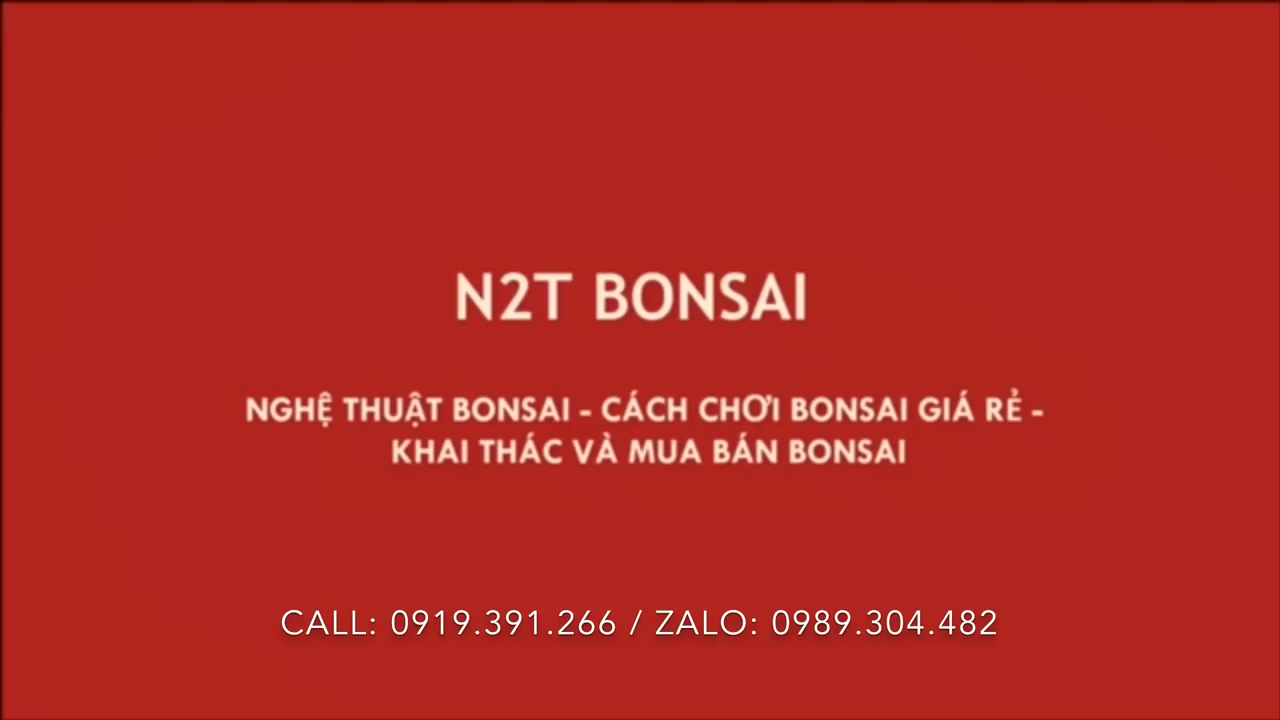 N2T BONSAI
NGHỆ THUẬT BONSAI - CÁCH CHƠI BONSAI GIÁ RẺ -
KHAI THÁC VÀ MUA BÁN BONSAI
CALL: 0919.391.266 / ZALO: 0989.304.482